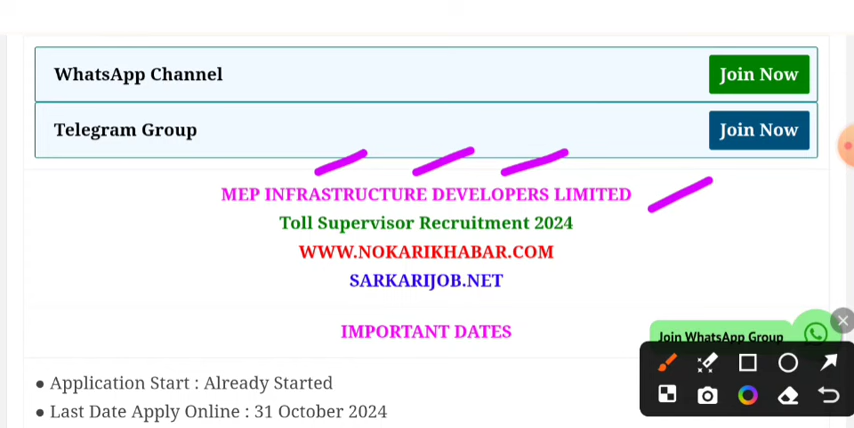 WhatsApp Channel Join Now
Telegram Group Join Now
MEP INFRASTRUCTURE DEVELOPERS LIMITED
Toll Supervisor Recruitment 2024
WWW.NOKARIKHABAR.COM
SARKARIJOB.NET
IMPORTANT DATES
Join WhatsApp Group
● Application Start : Already Started
● Last Date Apply Online : 31 October 2024